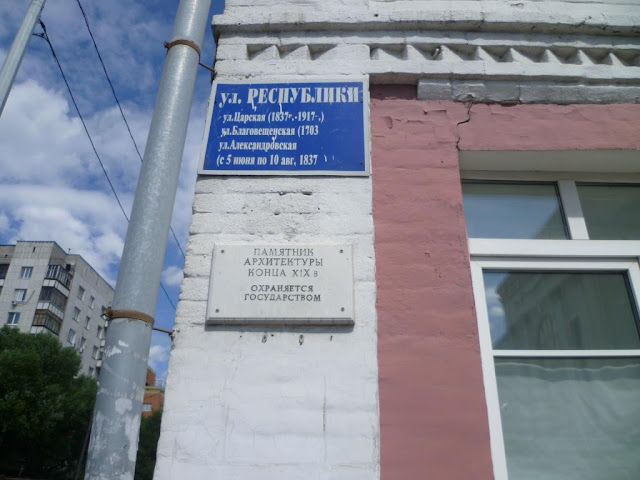 ул. РЕСПУБЛИКИ
ул.Царская (1837г.-1917г.)
ул.Благовещенская (1703
ул.Александровская
(с 5 июня по 10 авг. 1837
ПАМЯТНИК
АРХИТЕКТУРЫ
КОНЦА XIX в
ОХРАНЯЕТСЯ
ГОСУДАРСТВОМ